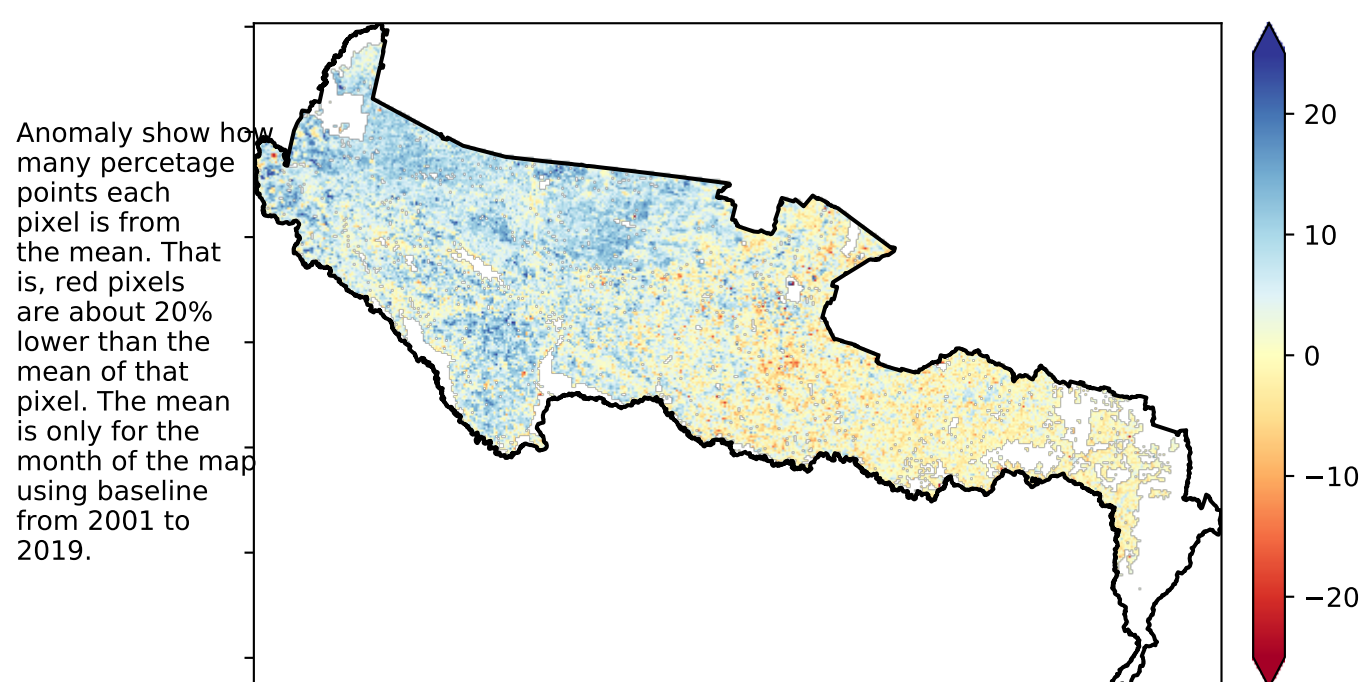 Anomaly show how
many percetage
points each
pixel is from
the mean. That
is, red pixels
are about 20%
lower than the
mean of that
pixel. The mean
is only for the
month of the map
using baseline
from 2001 to
2019.
20
10
0
−10
−20